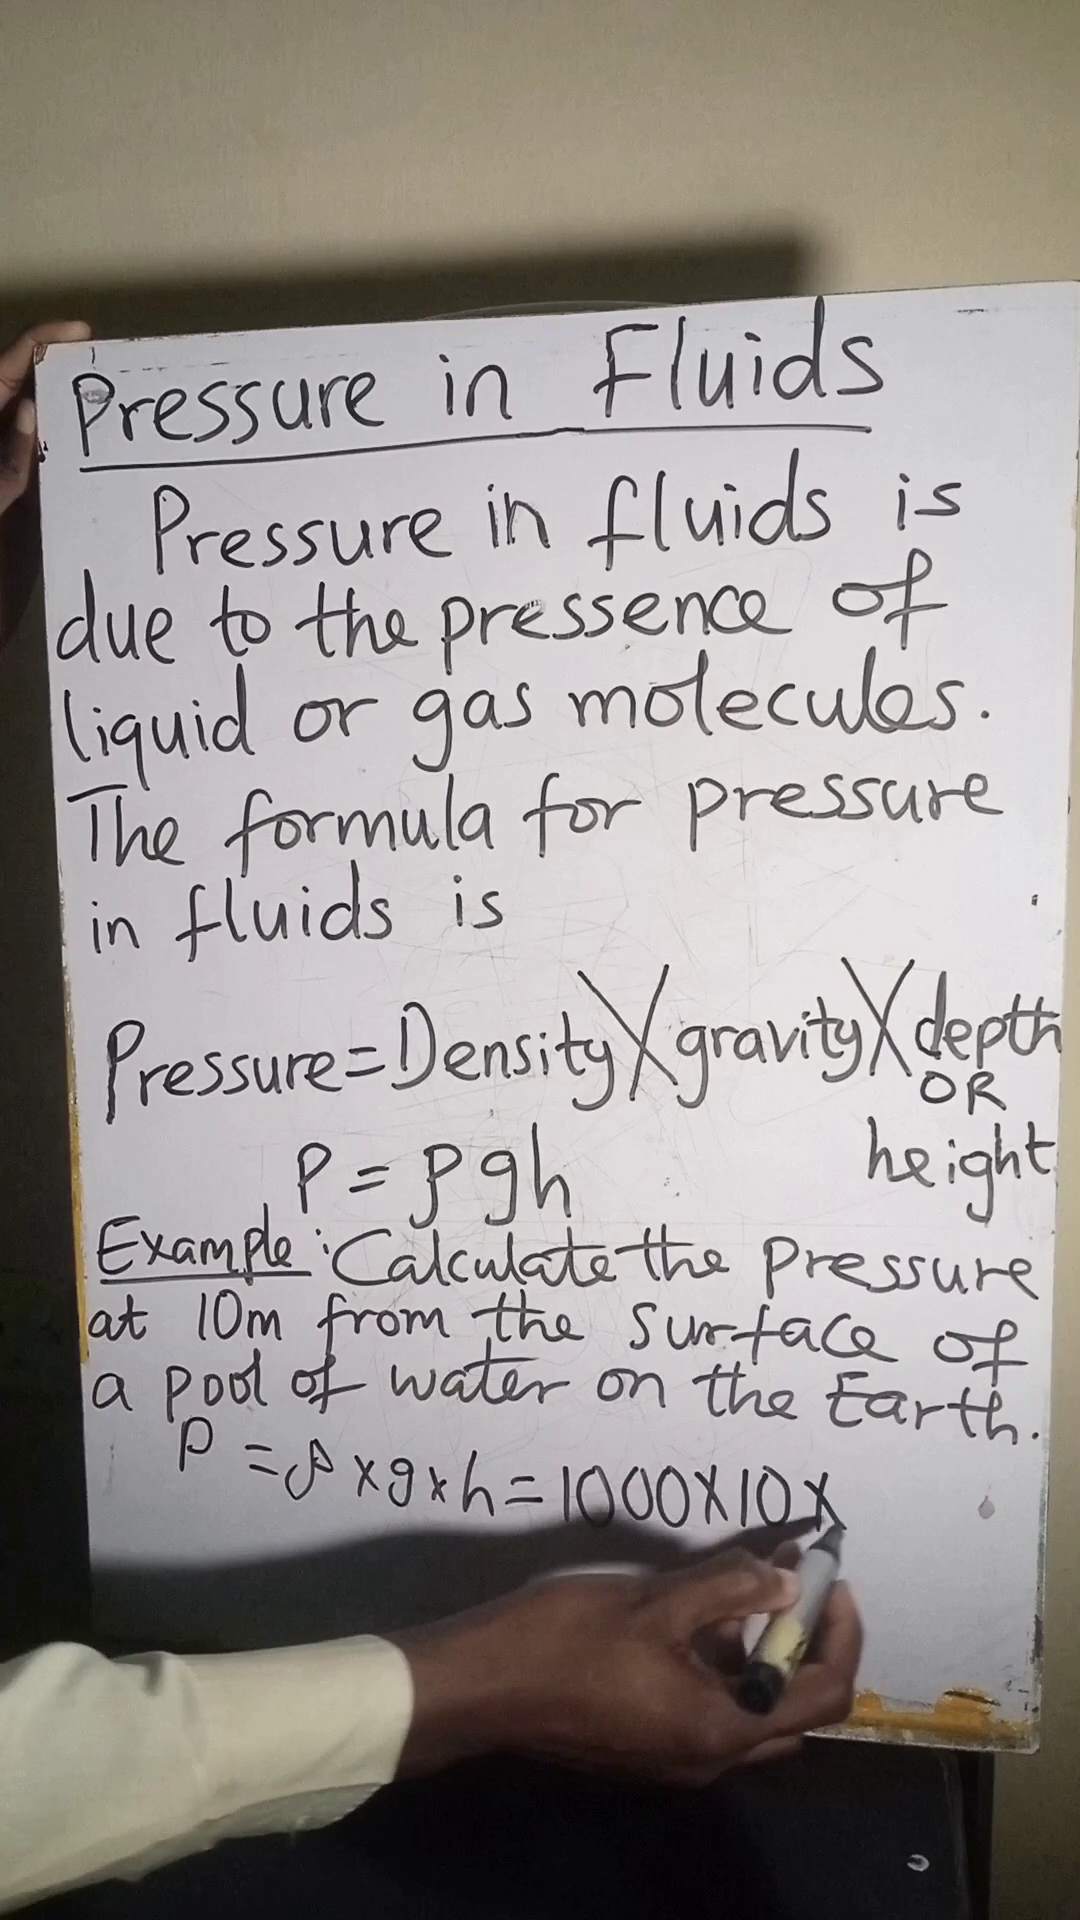 Pressure in Fluids
Pressure in fluids is
due to the pressence of
liquid or gas molecules.
The formula for pressure
in fluids is
Pressure = Density X gravity X depth
OR
height
P = ρgh
Example: Calculate the pressure
at 10m from the surface of
a pool of water on the Earth.
P = ρ x g x h = 1000 X 10 x